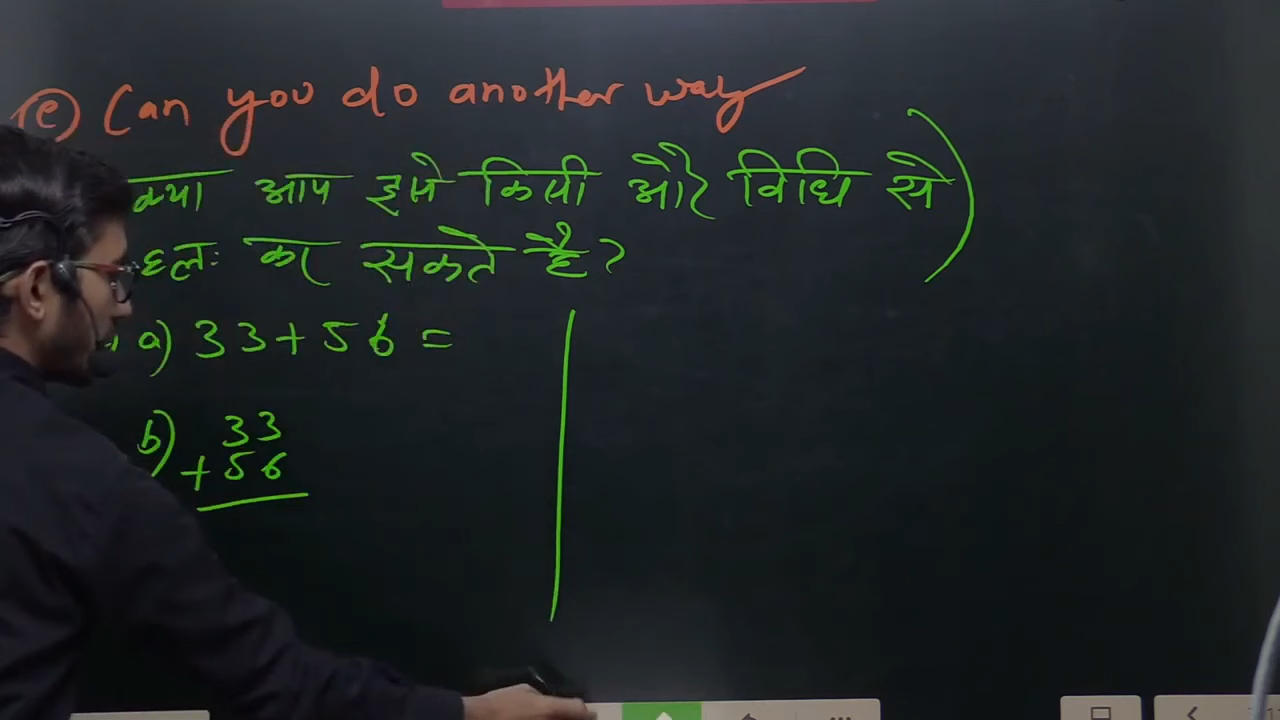 (e) Can you do another way
क्या आप इसे किसी और विधि से)
हल: कर सकते है?
a) 33+56 =
b) 33
+56